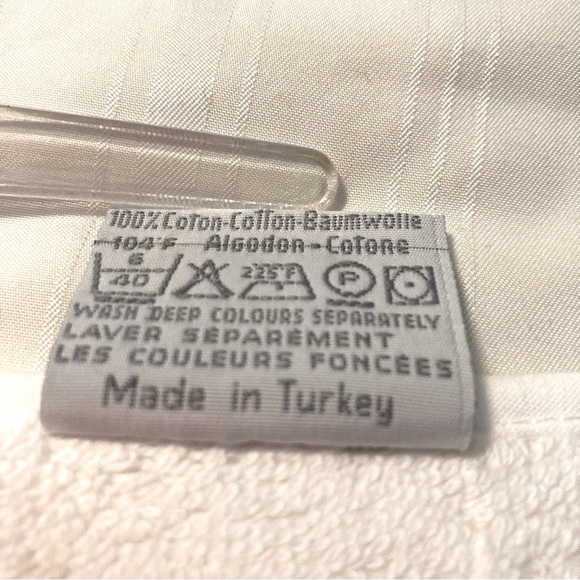 100% Coton-Cotton-Baumwolle
104°F Algodon-Cotone
6
40 225°F P
WASH DEEP COLOURS SEPARATELY
LAVER SÉPARÉMENT
LES COULEURS FONCÉES
Made in Turkey